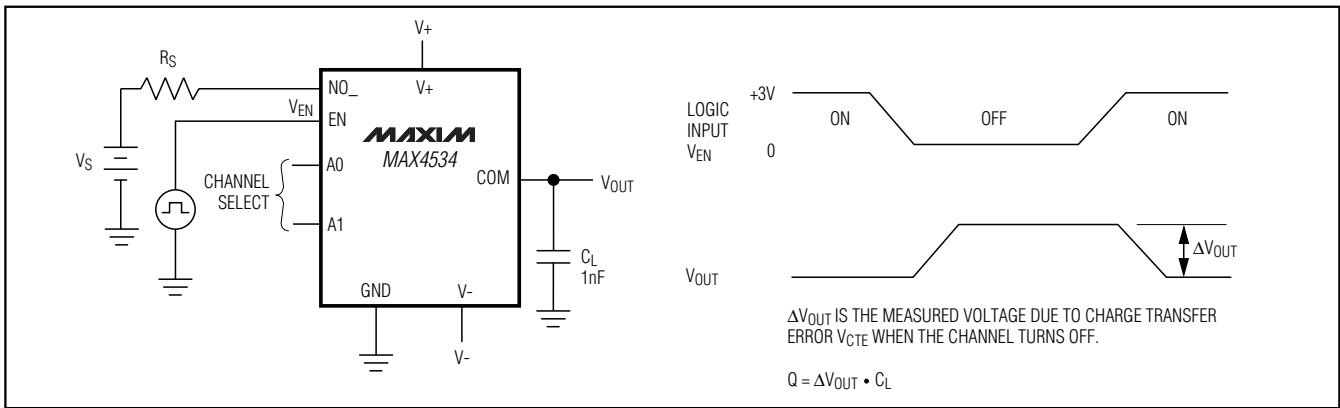 V+
RS
NO_
V+
VEN
EN
MAXIM
MAX4534
VS
A0
CHANNEL
SELECT
COM
VOUT
A1
CL
1nF
GND
V-
V-
LOGIC
INPUT
VEN
+3V
0
ON
OFF
ON
VOUT
ΔVOUT
ΔVOUT IS THE MEASURED VOLTAGE DUE TO CHARGE TRANSFER
ERROR VCTE WHEN THE CHANNEL TURNS OFF.
Q = ΔVOUT • CL